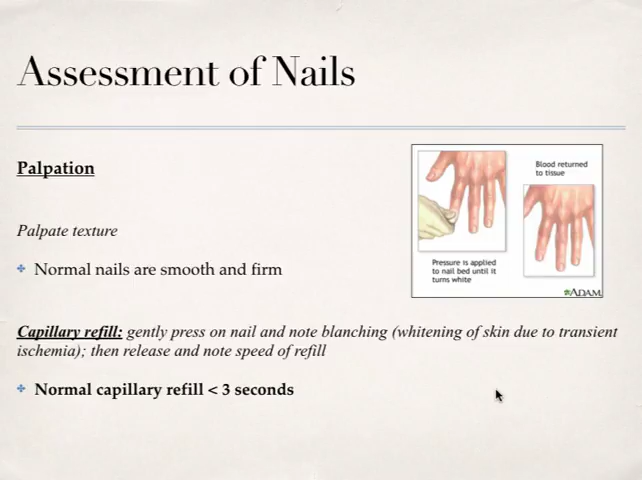 Assessment of Nails
Palpation
Palpate texture
Normal nails are smooth and firm
Blood returned
to tissue
Pressure is applied
to nail bed until it
turns white
ADAM.
Capillary refill: gently press on nail and note blanching (whitening of skin due to transient
ischemia); then release and note speed of refill
Normal capillary refill < 3 seconds